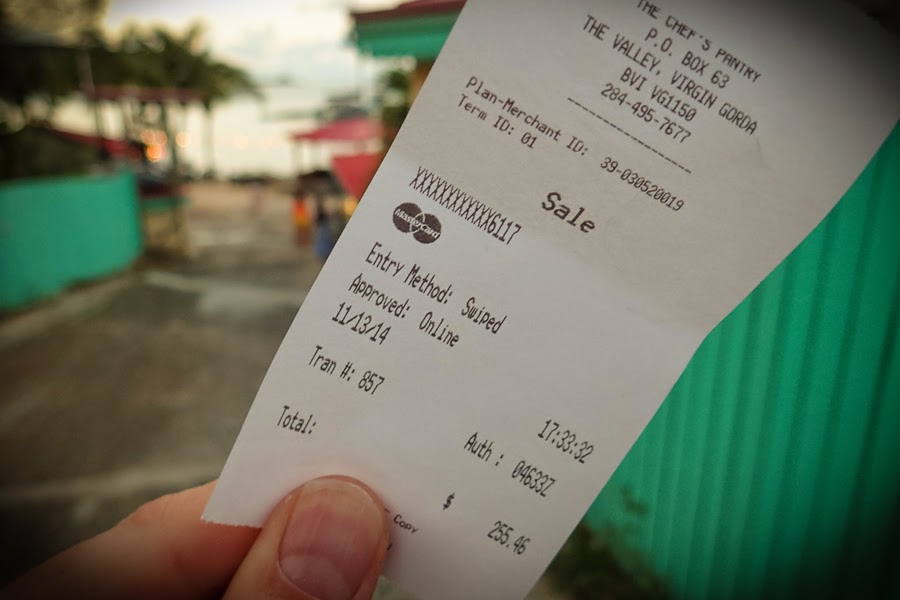 THE CHEF'S PANTRY
P.O. BOX 63
THE VALLEY, VIRGIN GORDA
BVI VG1150
284-495-7677
Plan-Merchant ID: 39-030520019
Term ID: 01
Sale
XXXXXXXXXXXX6117
MasterCard
Entry Method: Swiped
Approved: Online
11/13/14 17:33:32
Tran #: 857 Auth : 04633Z
Total: $ 255.46
Copy